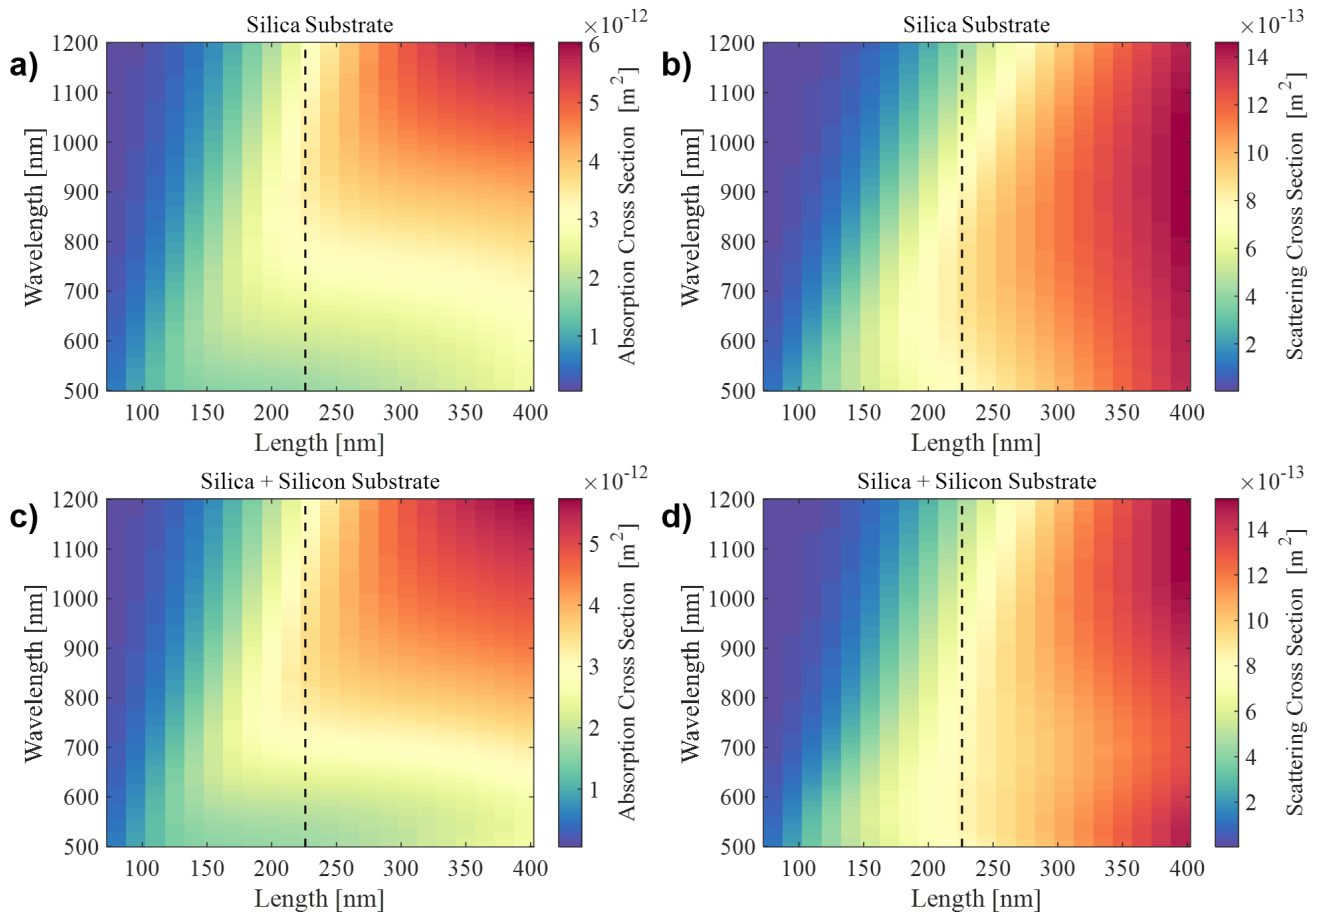 a)
Silica Substrate
×10-12
1200
1100
1000
900
800
700
600
500
Wavelength [nm]
100 150 200 250 300 350 400
Length [nm]
6
5
4
3
2
1
Absorption Cross Section [m2]
b)
Silica Substrate
×10-13
1200
1100
1000
900
800
700
600
500
Wavelength [nm]
100 150 200 250 300 350 400
Length [nm]
14
12
10
8
6
4
2
Scattering Cross Section [m2]
c)
Silica + Silicon Substrate
×10-12
1200
1100
1000
900
800
700
600
500
Wavelength [nm]
100 150 200 250 300 350 400
Length [nm]
5
4
3
2
1
Absorption Cross Section [m2]
d)
Silica + Silicon Substrate
×10-13
1200
1100
1000
900
800
700
600
500
Wavelength [nm]
100 150 200 250 300 350 400
Length [nm]
14
12
10
8
6
4
2
Scattering Cross Section [m2]